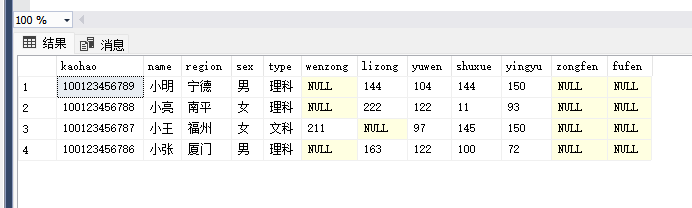 100 %
结果 消息
kaohao name region sex type wenzong lizong yuwen shuxue yingyu zongfen fufen
1 100123456789 小明 宁德 男 理科 NULL 144 104 144 150 NULL NULL
2 100123456788 小亮 南平 女 理科 NULL 222 122 11 93 NULL NULL
3 100123456787 小王 福州 女 文科 211 NULL 97 145 150 NULL NULL
4 100123456786 小张 厦门 男 理科 NULL 163 122 100 72 NULL NULL